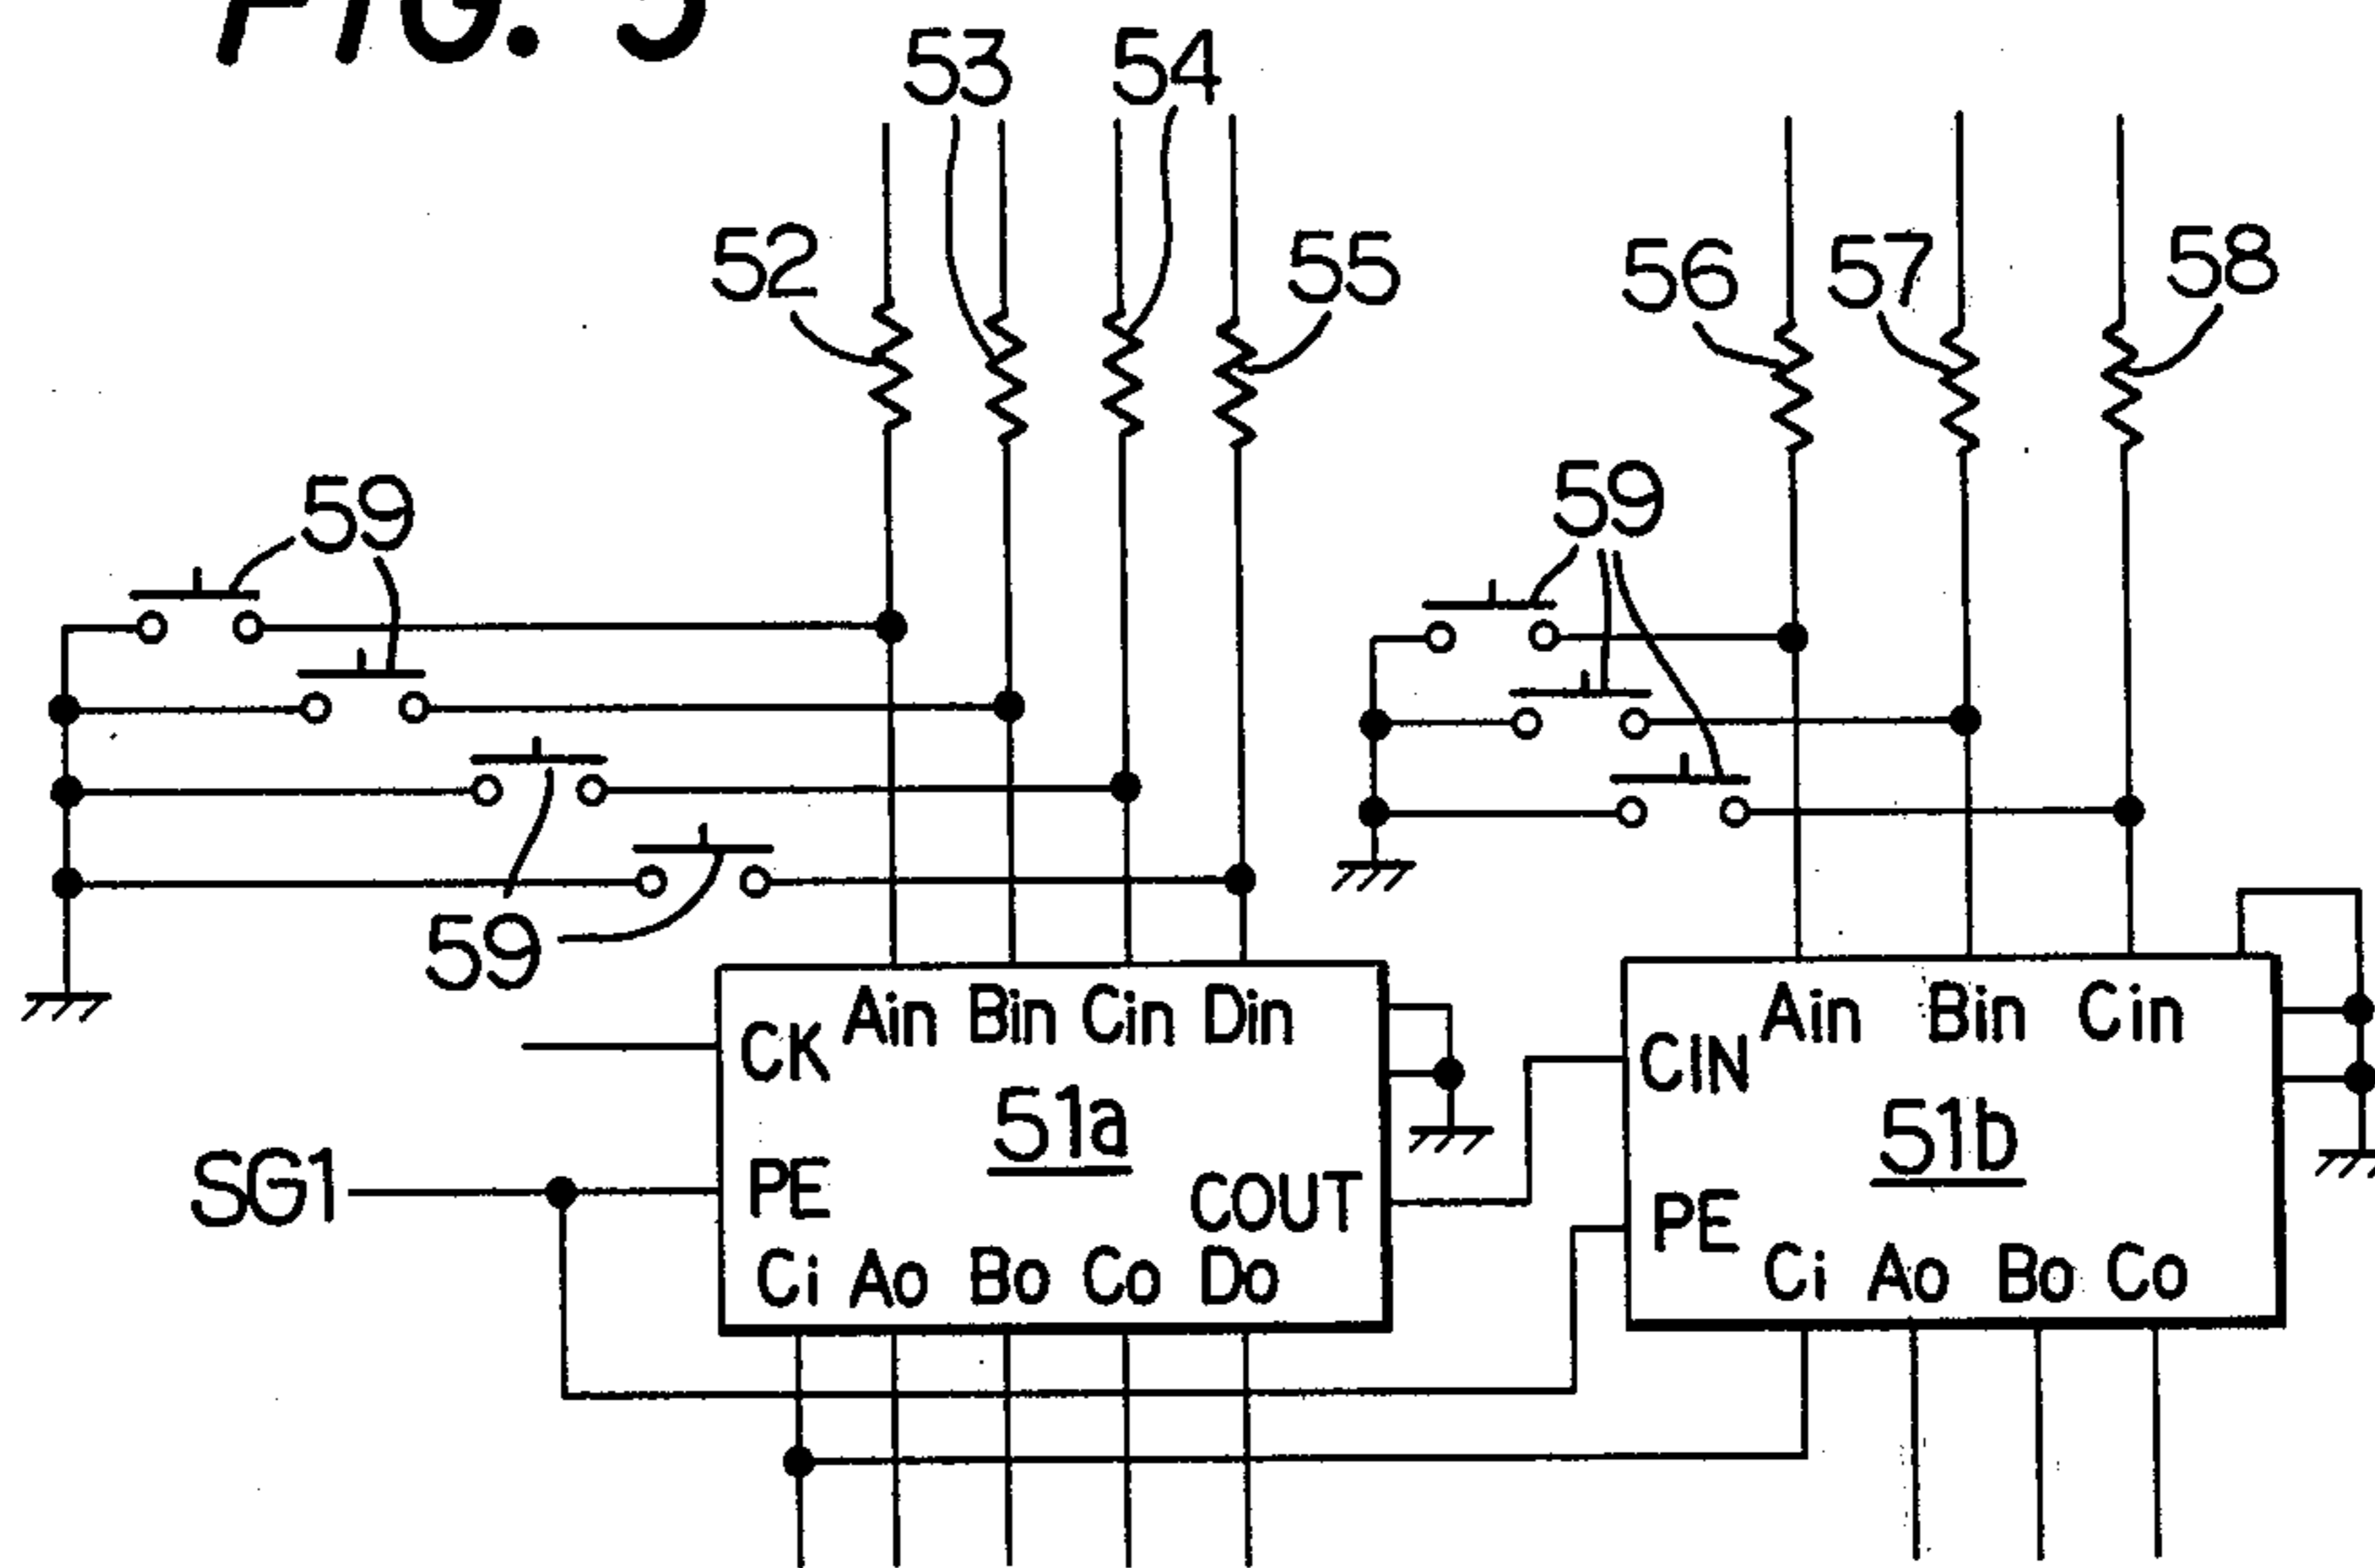 FIG. 5
53 54
52 55 56 57 58
59 59
59
Ain Bin Cin Din
CK
51a
SG1 PE COUT
Ci Ao Bo Co Do
Ain Bin Cin
CIN
51b
PE
Ci Ao Bo Co